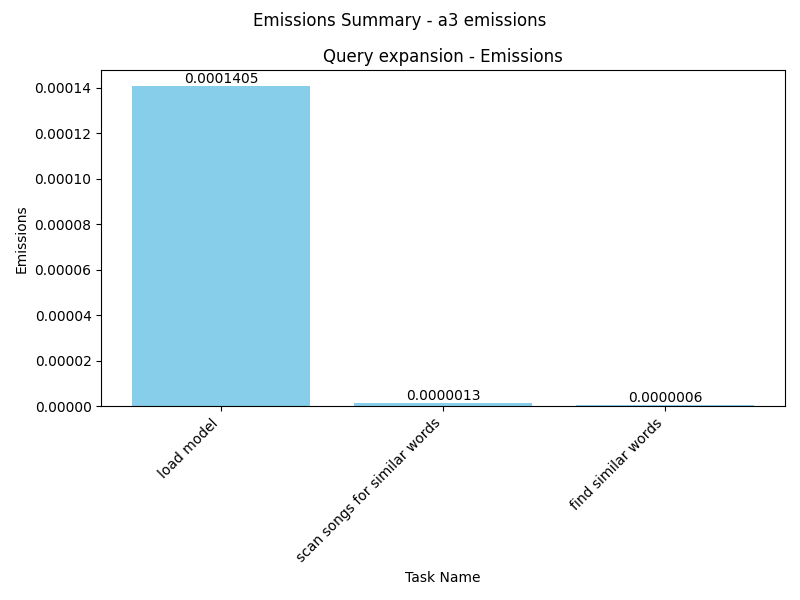 Emissions Summary - a3 emissions
Query expansion - Emissions
0.0001405
0.00014
0.00012
0.00010
0.00008
0.00006
0.00004
0.00002
0.00000
Emissions
0.0000013
0.0000006
load model
scan songs for similar words
find similar words
Task Name